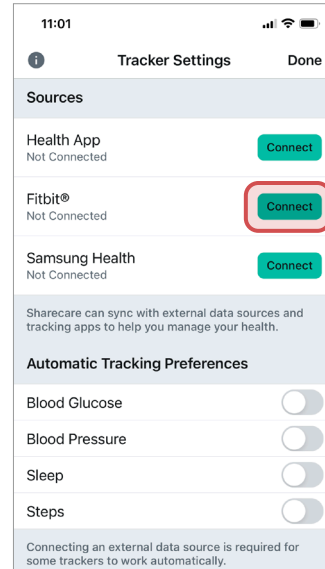 11:01
Tracker Settings
Done
Sources
Health App
Not Connected
Connect
Fitbit®
Not Connected
Connect
Samsung Health
Not Connected
Connect
Sharecare can sync with external data sources and
tracking apps to help you manage your health.
Automatic Tracking Preferences
Blood Glucose
Blood Pressure
Sleep
Steps
Connecting an external data source is required for
some trackers to work automatically.